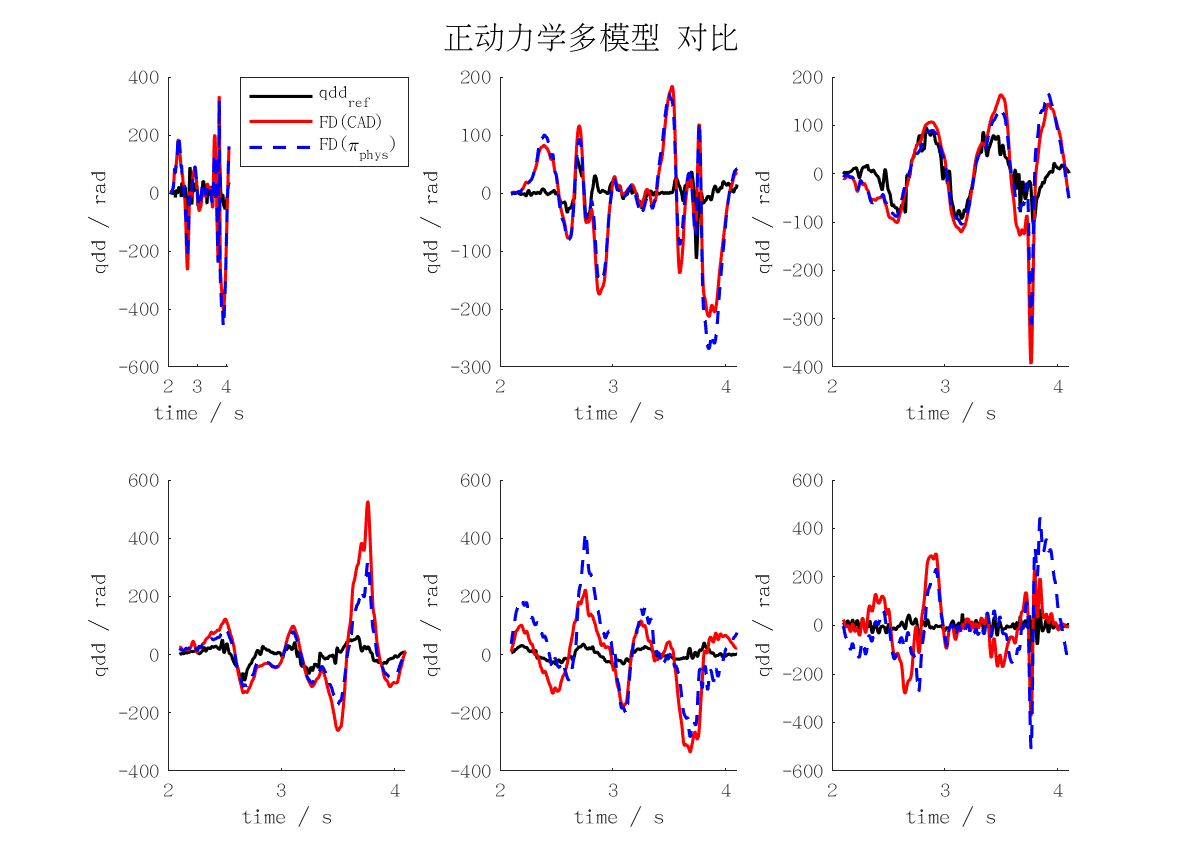 正动力学多模型 对比
400
200
0
-200
-400
-600
qdd / rad
2 3 4
time / s
qdd_ref
FD(CAD)
FD(π_phys)
200
100
0
-100
-200
-300
qdd / rad
2 3 4
time / s
200
100
0
-100
-200
-300
-400
qdd / rad
2 3 4
time / s
600
400
200
0
-200
-400
qdd / rad
2 3 4
time / s
600
400
200
0
-200
-400
qdd / rad
2 3 4
time / s
600
400
200
0
-200
-400
-600
qdd / rad
2 3 4
time / s